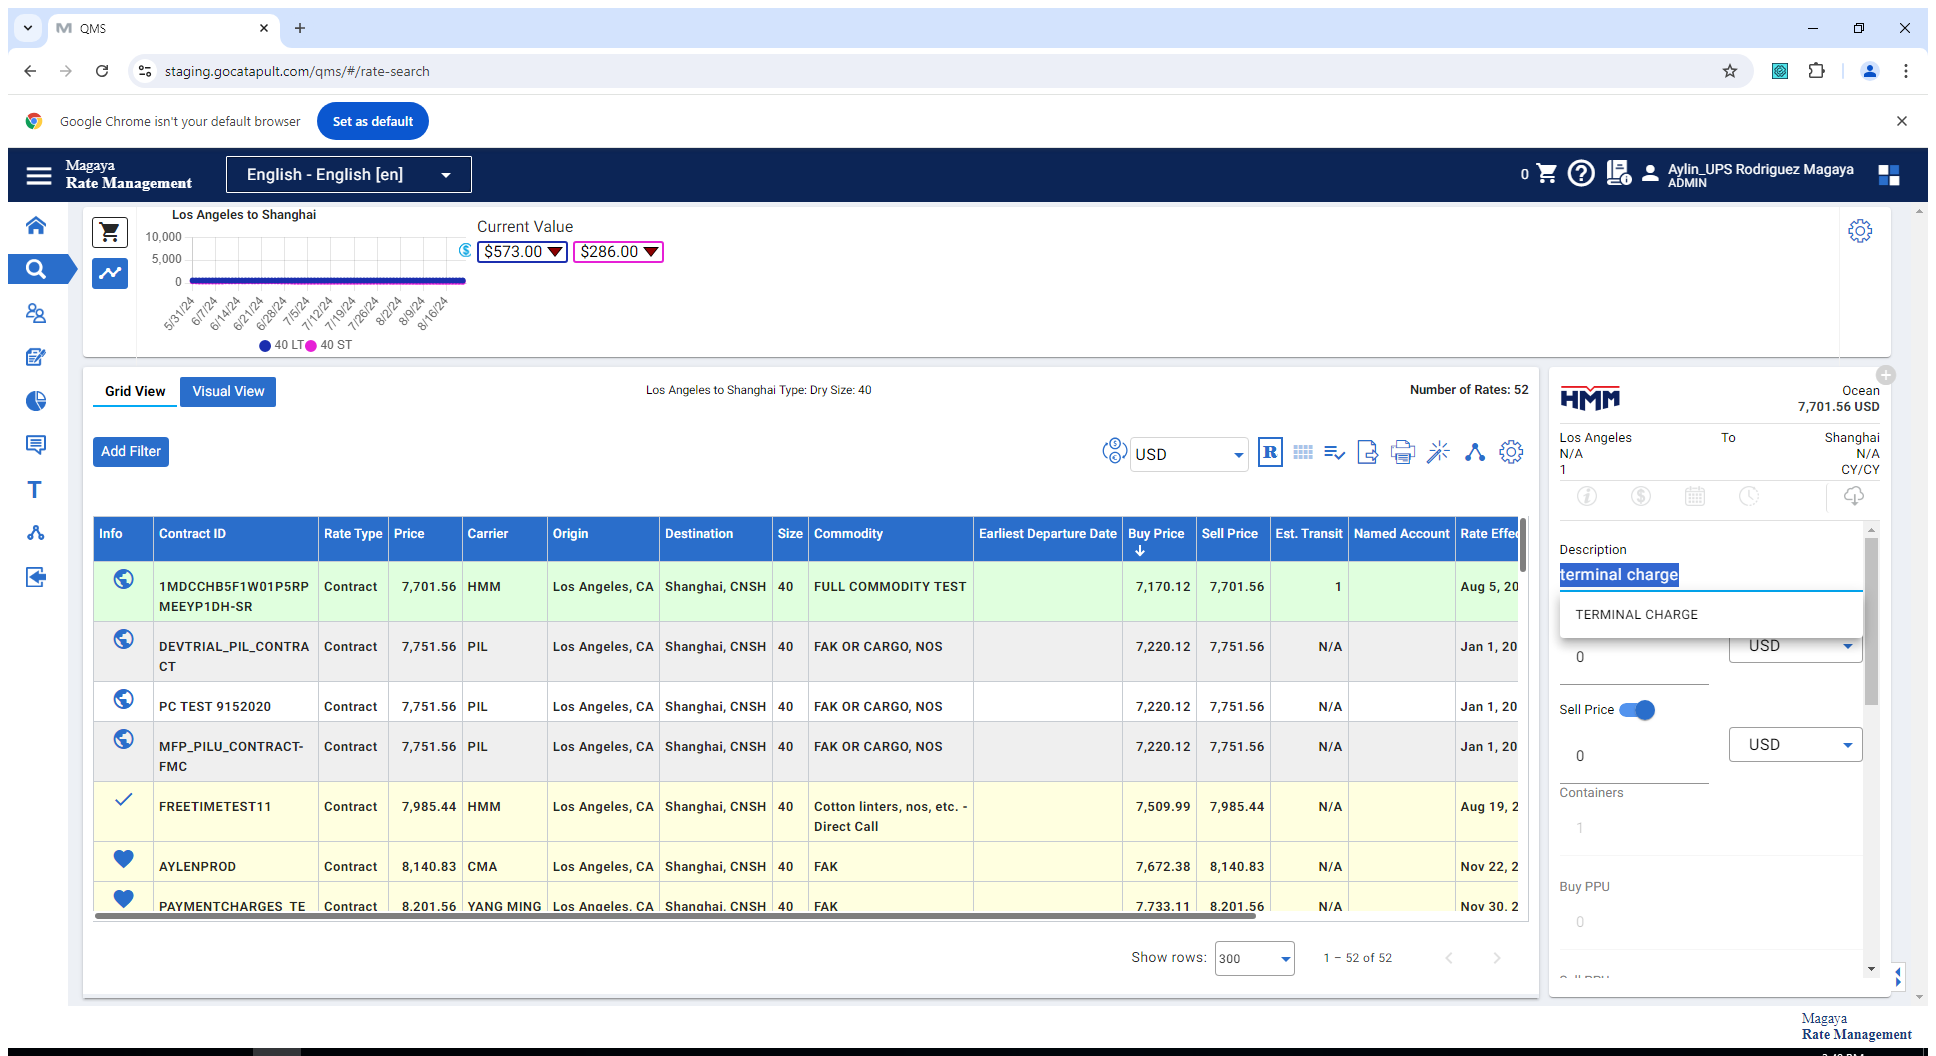 QMS
staging.gocatapult.com/qms/#/rate-search
Google Chrome isn't your default browser
Set as default
Magaya
Rate Management
English - English [en]
0
Aylin_UPS Rodriguez Magaya
ADMIN
Los Angeles to Shanghai
10,000
5,000
0
5/31/24
6/7/24
6/14/24
6/21/24
6/28/24
7/5/24
7/12/24
7/19/24
7/26/24
8/2/24
8/9/24
8/16/24
40 LT
40 ST
Current Value
$573.00
$286.00
Grid View
Visual View
Los Angeles to Shanghai Type: Dry Size: 40
Number of Rates: 52
Add Filter
USD
R
Info Contract ID Rate Type Price Carrier Origin Destination Size Commodity Earliest Departure Date Buy Price Sell Price Est. Transit Named Account Rate Effec
1MDCCHB5F1W01P5RP Contract 7,701.56 HMM Los Angeles, CA Shanghai, CNSH 40 FULL COMMODITY TEST 7,170.12 7,701.56 1 Aug 5, 20
MEEYP1DH-SR
DEVTRIAL_PIL_CONTRA Contract 7,751.56 PIL Los Angeles, CA Shanghai, CNSH 40 FAK OR CARGO, NOS 7,220.12 7,751.56 N/A Jan 1, 20
CT
PC TEST 9152020 Contract 7,751.56 PIL Los Angeles, CA Shanghai, CNSH 40 FAK OR CARGO, NOS 7,220.12 7,751.56 N/A Jan 1, 20
MFP_PILU_CONTRACT- Contract 7,751.56 PIL Los Angeles, CA Shanghai, CNSH 40 FAK OR CARGO, NOS 7,220.12 7,751.56 N/A Jan 1, 20
FMC
FREETIMETEST11 Contract 7,985.44 HMM Los Angeles, CA Shanghai, CNSH 40 Cotton linters, nos, etc. - 7,509.99 7,985.44 N/A Aug 19, 2
Direct Call
AYLENPROD Contract 8,140.83 CMA Los Angeles, CA Shanghai, CNSH 40 FAK 7,672.38 8,140.83 N/A Nov 22, 2
PAYMENTCHARGES_TE Contract 8,201.56 YANG MING Los Angeles, CA Shanghai, CNSH 40 FAK 7,733.11 8,201.56 N/A Nov 30, 2
Show rows: 300 1 – 52 of 52
HMM
Ocean
7,701.56 USD
Los Angeles To Shanghai
N/A N/A
1 CY/CY
Description
terminal charge
TERMINAL CHARGE
0 USD
Sell Price
0 USD
Containers
1
Buy PPU
0
Magaya
Rate Management